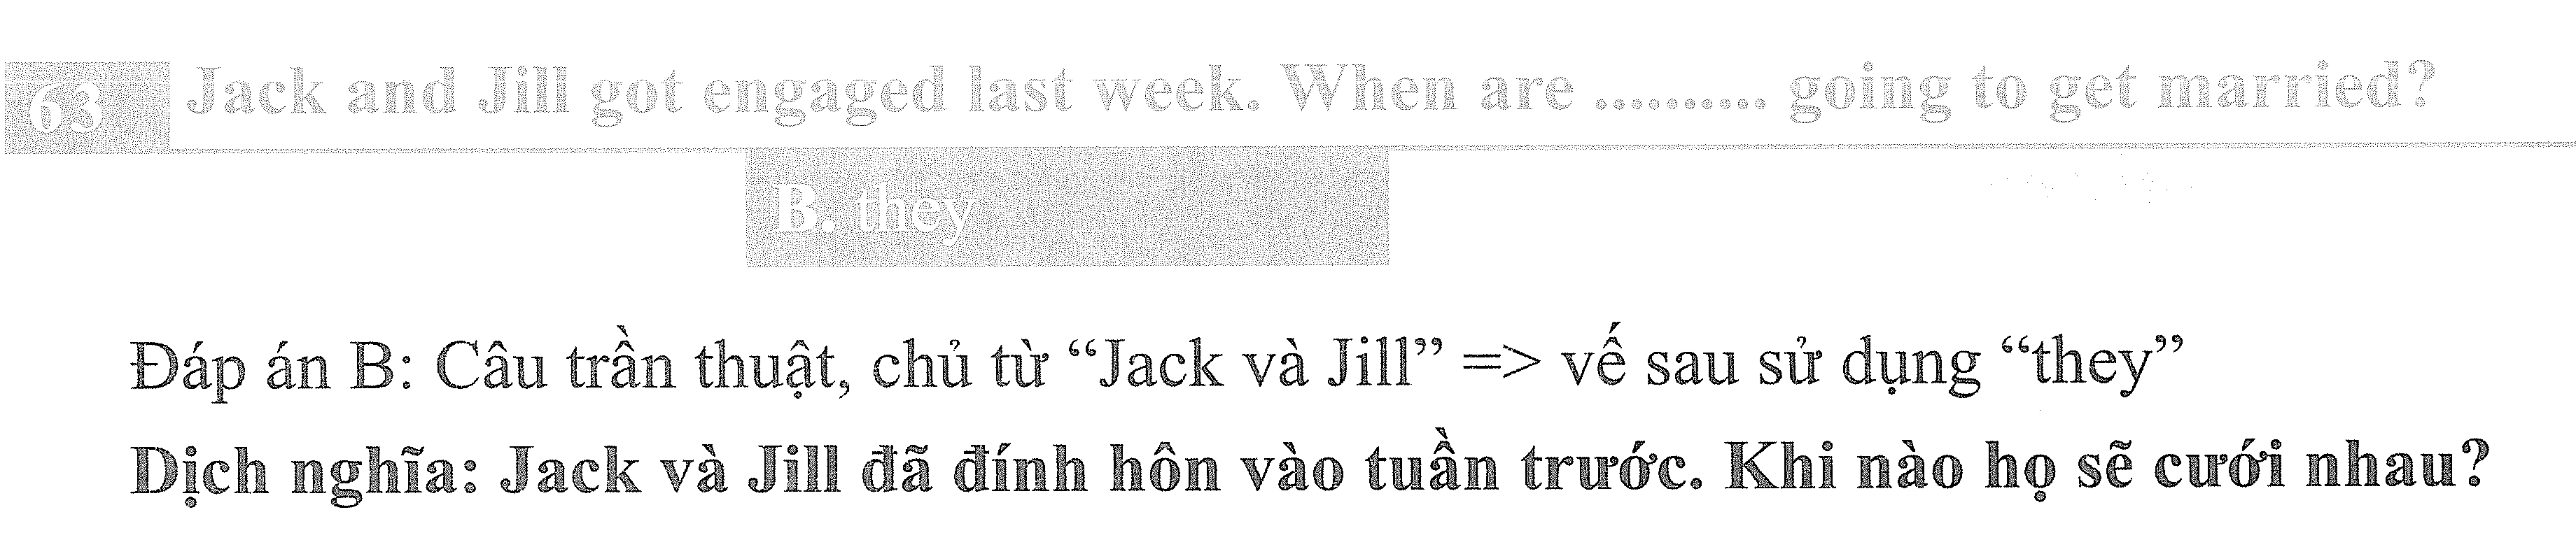 63 Jack and Jill got engaged last week. When are .......... going to get married?
B. they
Đáp án B: Câu trần thuật, chủ từ “Jack và Jill” => vế sau sử dụng “they”
Dịch nghĩa: Jack và Jill đã đính hôn vào tuần trước. Khi nào họ sẽ cưới nhau?